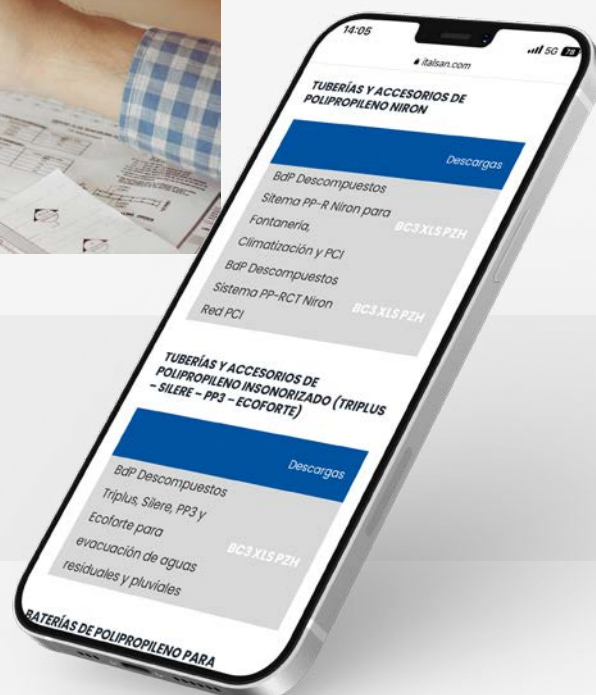 14:05
5G 78
italsan.com
TUBERÍAS Y ACCESORIOS DE
POLIPROPILENO NIRON
Descargas
BdP Descompuestos
Sitema PP-R Niron para
Fontanería,
Climatización y PCI
BC3 XLS PZH
BdP Descompuestos
Sistema PP-RCT Niron
Red PCI
BC3 XLS PZH
TUBERÍAS Y ACCESORIOS DE
POLIPROPILENO INSONORIZADO (TRIPLUS
– SILERE – PP3 – ECOFORTE)
Descargas
BdP Descompuestos
Triplus, Silere, PP3 y
Ecoforte para
evacuación de aguas
residuales y pluviales
BC3 XLS PZH
BATERÍAS DE POLIPROPILENO PARA